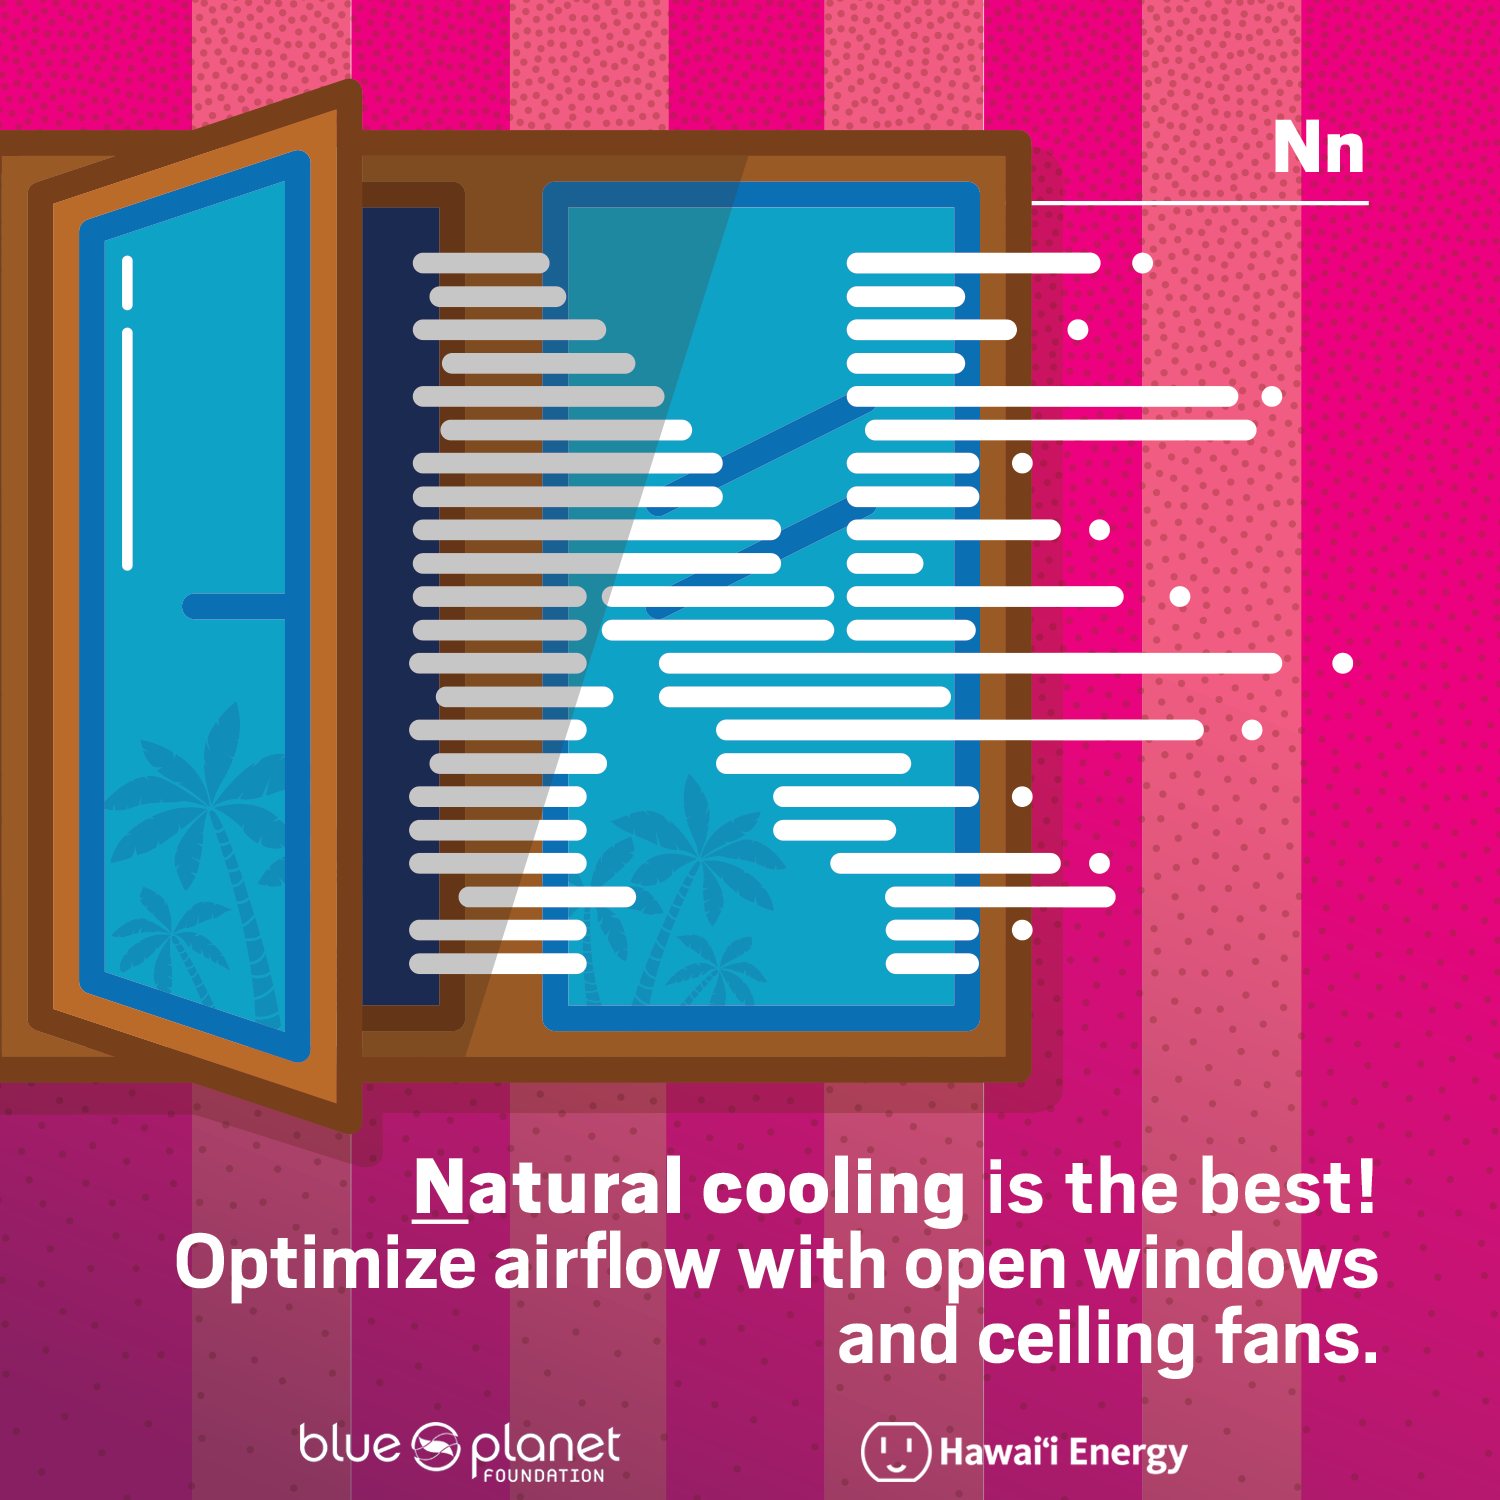 Nn
N
Natural cooling is the best!
Optimize airflow with open windows
and ceiling fans.
blue planet
FOUNDATION
Hawai‘i Energy